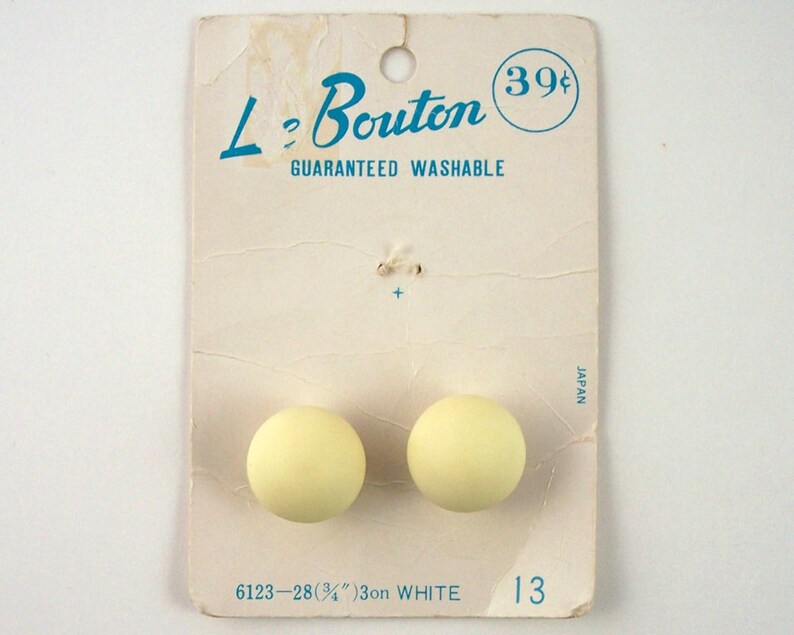 Le Bouton
39¢
GUARANTEED WASHABLE
JAPAN
6123—28(3/4")3on WHITE
13